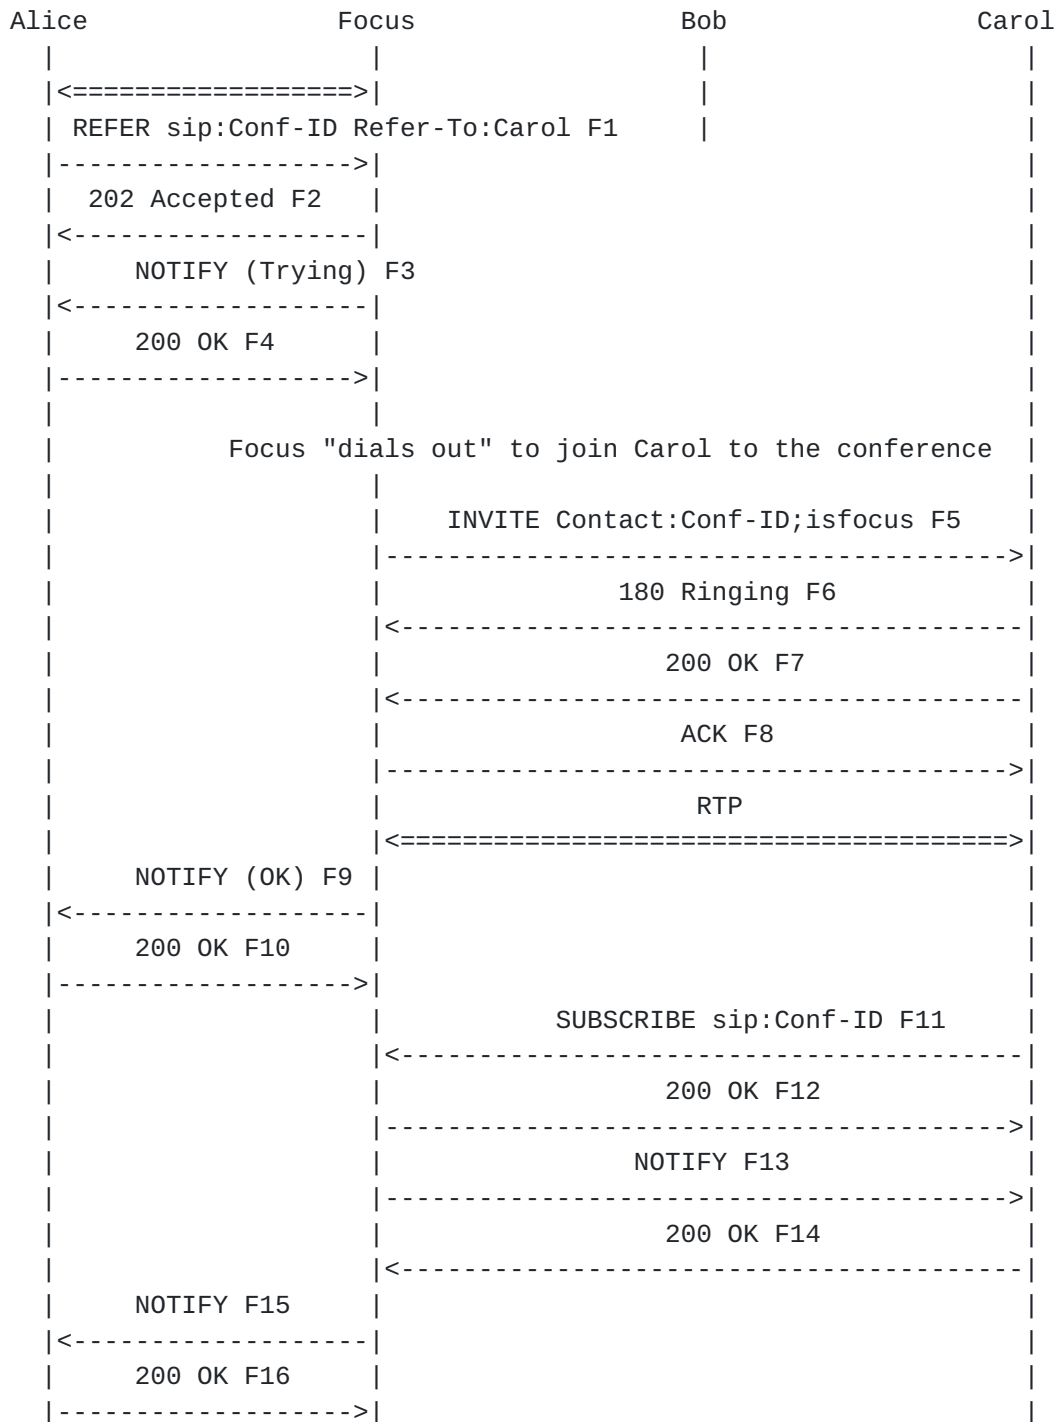 Alice                Focus                 Bob                Carol
  |                    |                    |                    |
  |<==================>|                    |                    |
  | REFER sip:Conf-ID Refer-To:Carol F1     |                    |
  |------------------->|                                         |
  |  202 Accepted F2   |                                         |
  |<-------------------|                                         |
  |     NOTIFY (Trying) F3                                       |
  |<-------------------|                                         |
  |     200 OK F4      |                                         |
  |------------------->|                                         |
  |                    |                                         |
  |           Focus "dials out" to join Carol to the conference  |
  |                    |                                         |
  |                    |    INVITE Contact:Conf-ID;isfocus F5    |
  |                    |---------------------------------------->|
  |                    |               180 Ringing F6            |
  |                    |<----------------------------------------|
  |                    |                  200 OK F7              |
  |                    |<----------------------------------------|
  |                    |                   ACK F8                |
  |                    |---------------------------------------->|
  |                    |                    RTP                  |
  |                    |<=======================================>|
  |     NOTIFY (OK) F9 |                                         |
  |<-------------------|                                         |
  |     200 OK F10     |                                         |
  |------------------->|                                         |
  |                    |           SUBSCRIBE sip:Conf-ID F11     |
  |                    |<----------------------------------------|
  |                    |                  200 OK F12             |
  |                    |---------------------------------------->|
  |                    |                NOTIFY F13               |
  |                    |---------------------------------------->|
  |                    |                  200 OK F14             |
  |                    |<----------------------------------------|
  |     NOTIFY F15     |                                         |
  |<-------------------|                                         |
  |     200 OK F16     |                                         |
  |------------------->|                                         |